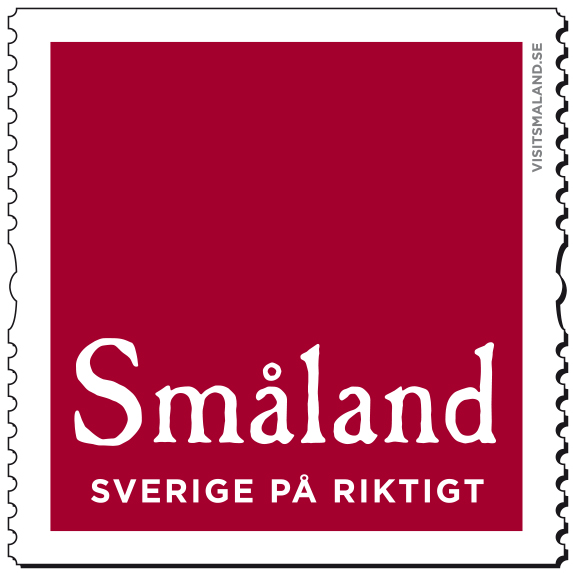 VISITSMALAND.SE
Småland
SVERIGE PÅ RIKTIGT